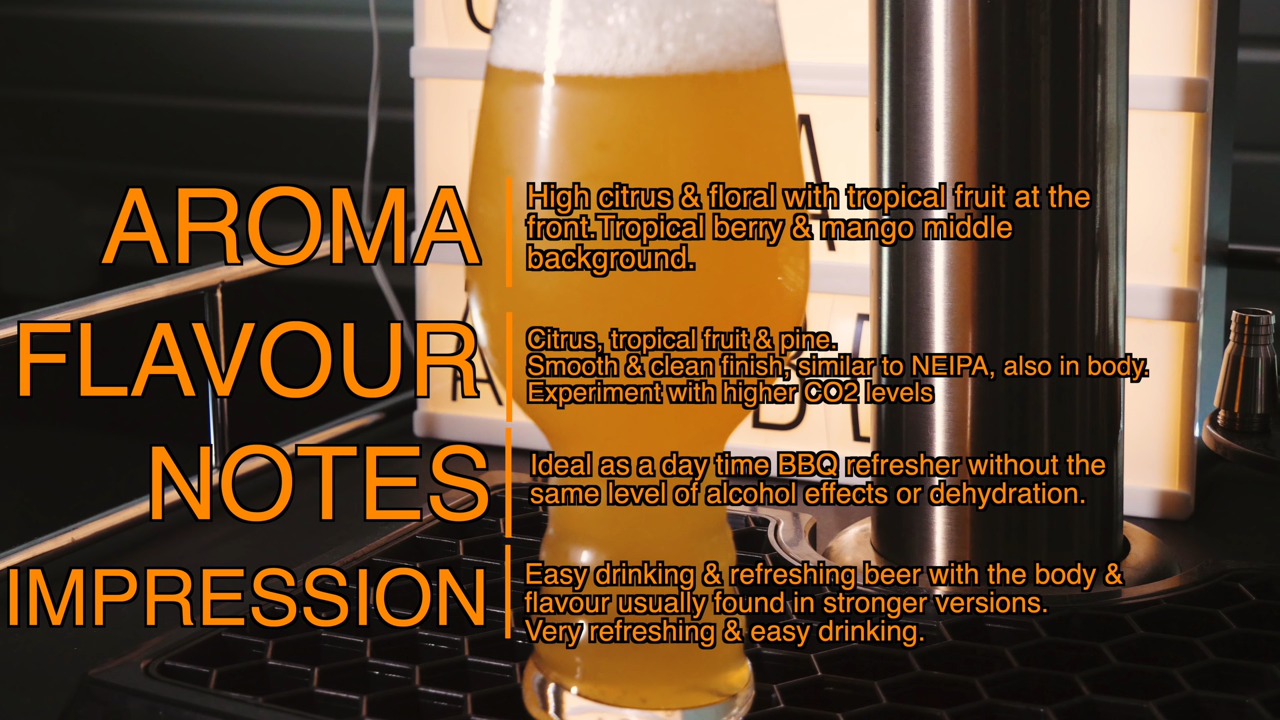 AROMA
High citrus & floral with tropical fruit at the
front.Tropical berry & mango middle
background.
FLAVOUR
Citrus, tropical fruit & pine.
Smooth & clean finish, similar to NEIPA, also in body.
Experiment with higher CO2 levels
NOTES
Ideal as a day time BBQ refresher without the
same level of alcohol effects or dehydration.
IMPRESSION
Easy drinking & refreshing beer with the body &
flavour usually found in stronger versions.
Very refreshing & easy drinking.